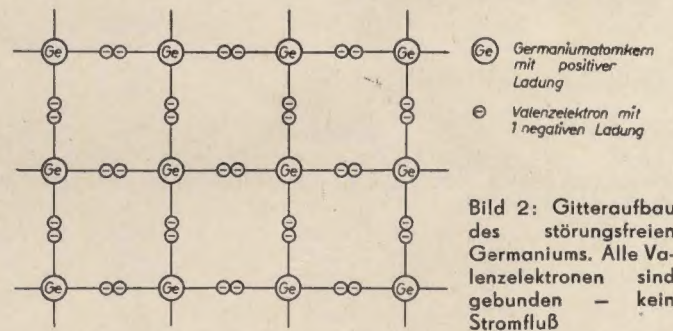 Ge Ge Ge Ge
Ge Ge Ge Ge
Ge Ge Ge Ge
Ge Germaniumatomkern
mit positiver
Ladung
⊖ Valenzelektron mit
1 negativen Ladung
Bild 2: Gitteraufbau
des störungsfreien
Germaniums. Alle Va-
lenzelektronen sind
gebunden – kein
Stromfluß